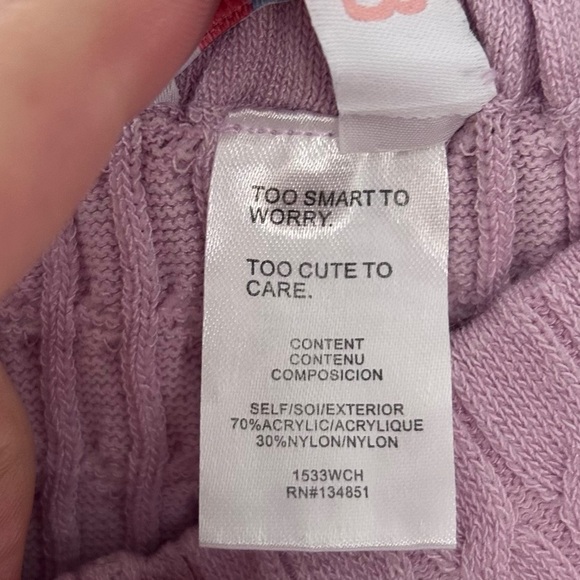 TOO SMART TO
WORRY.
TOO CUTE TO
CARE.
CONTENT
CONTENU
COMPOSICION
SELF/SOI/EXTERIOR
70%ACRYLIC/ACRYLIQUE
30%NYLON/NYLON
1533WCH
RN#134851